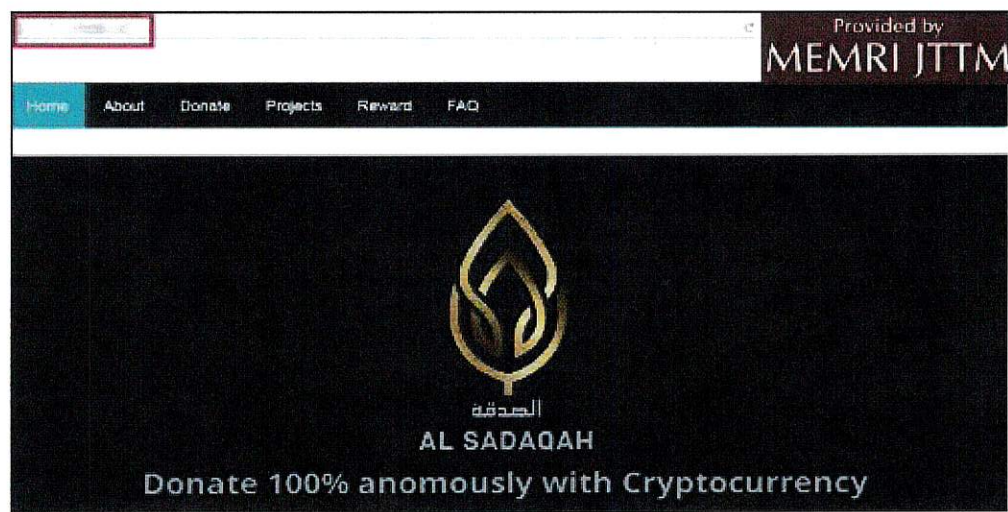 Provided by
MEMRI JTTM
Home About Donate Projects Reward FAQ
الصدقة
AL SADAQAH
Donate 100% anomously with Cryptocurrency